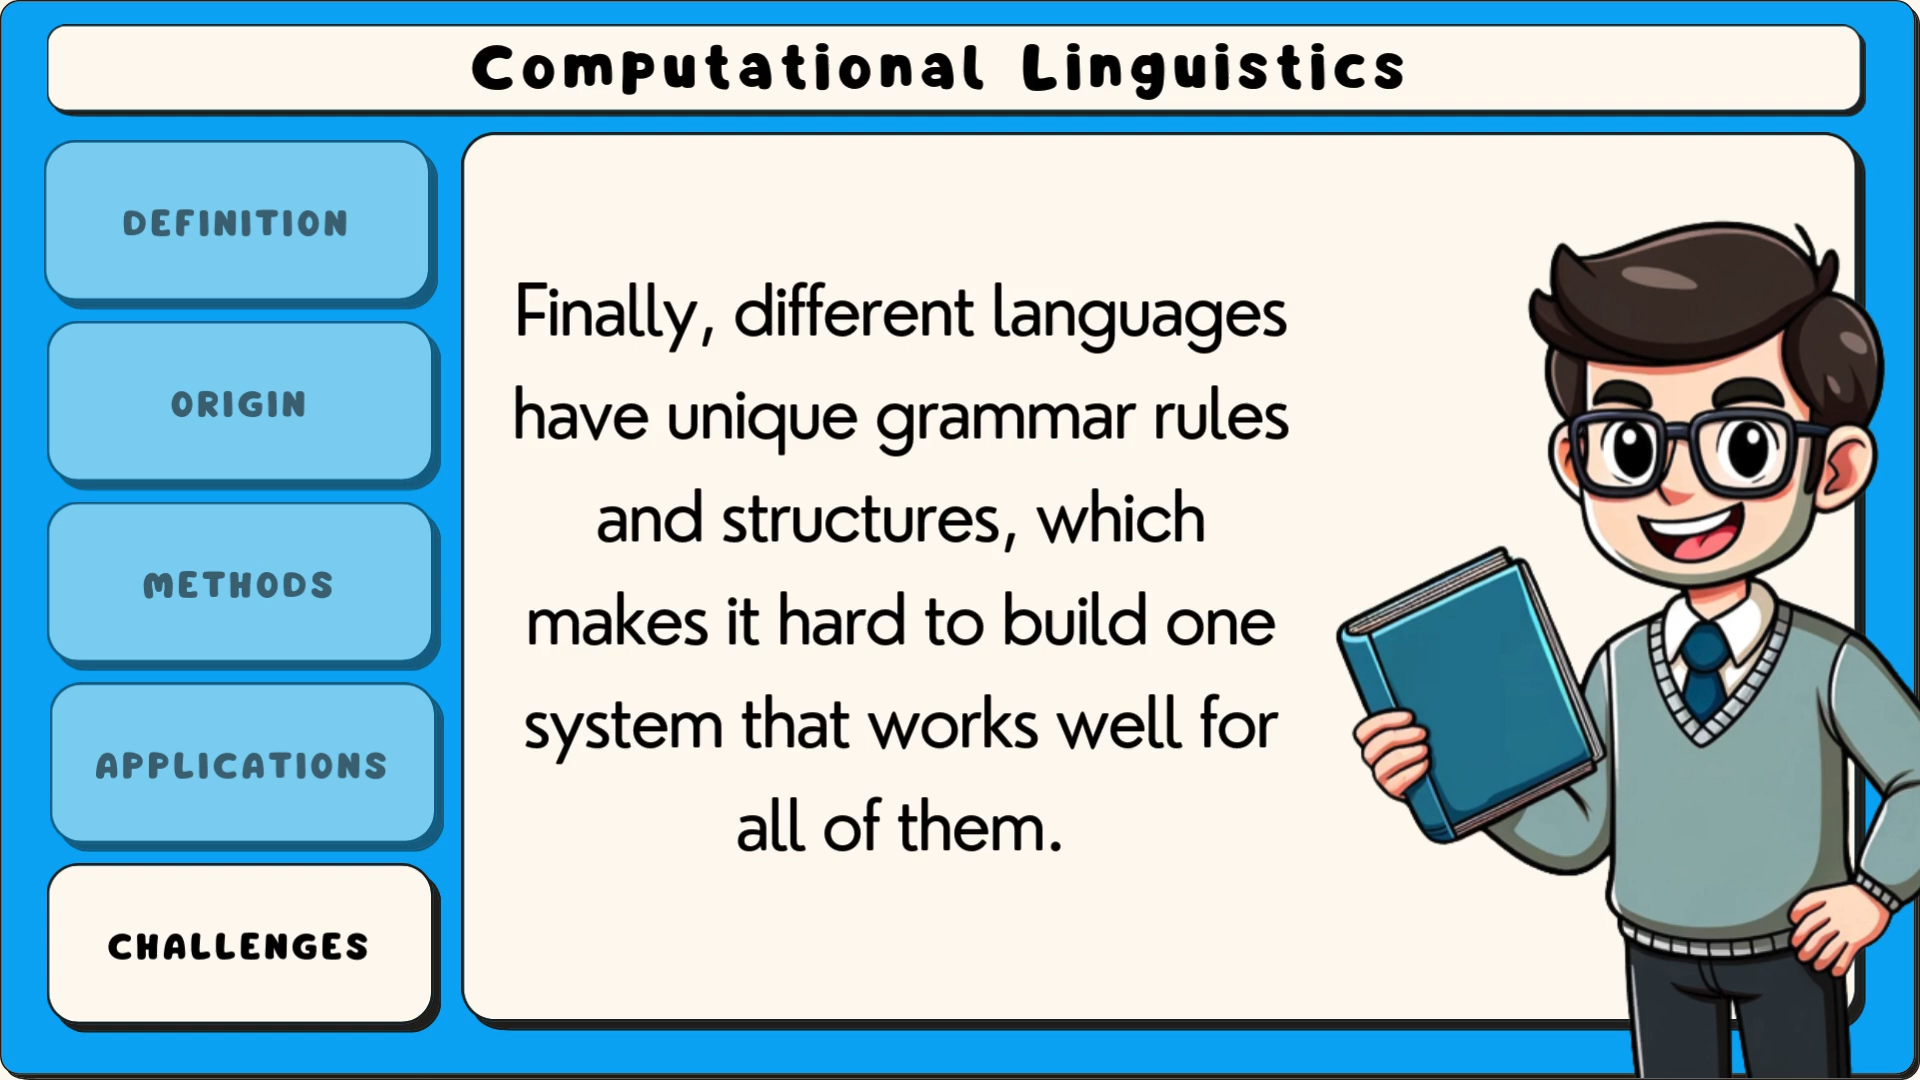 Computational Linguistics
DEFINITION
ORIGIN
METHODS
APPLICATIONS
CHALLENGES
Finally, different languages
have unique grammar rules
and structures, which
makes it hard to build one
system that works well for
all of them.